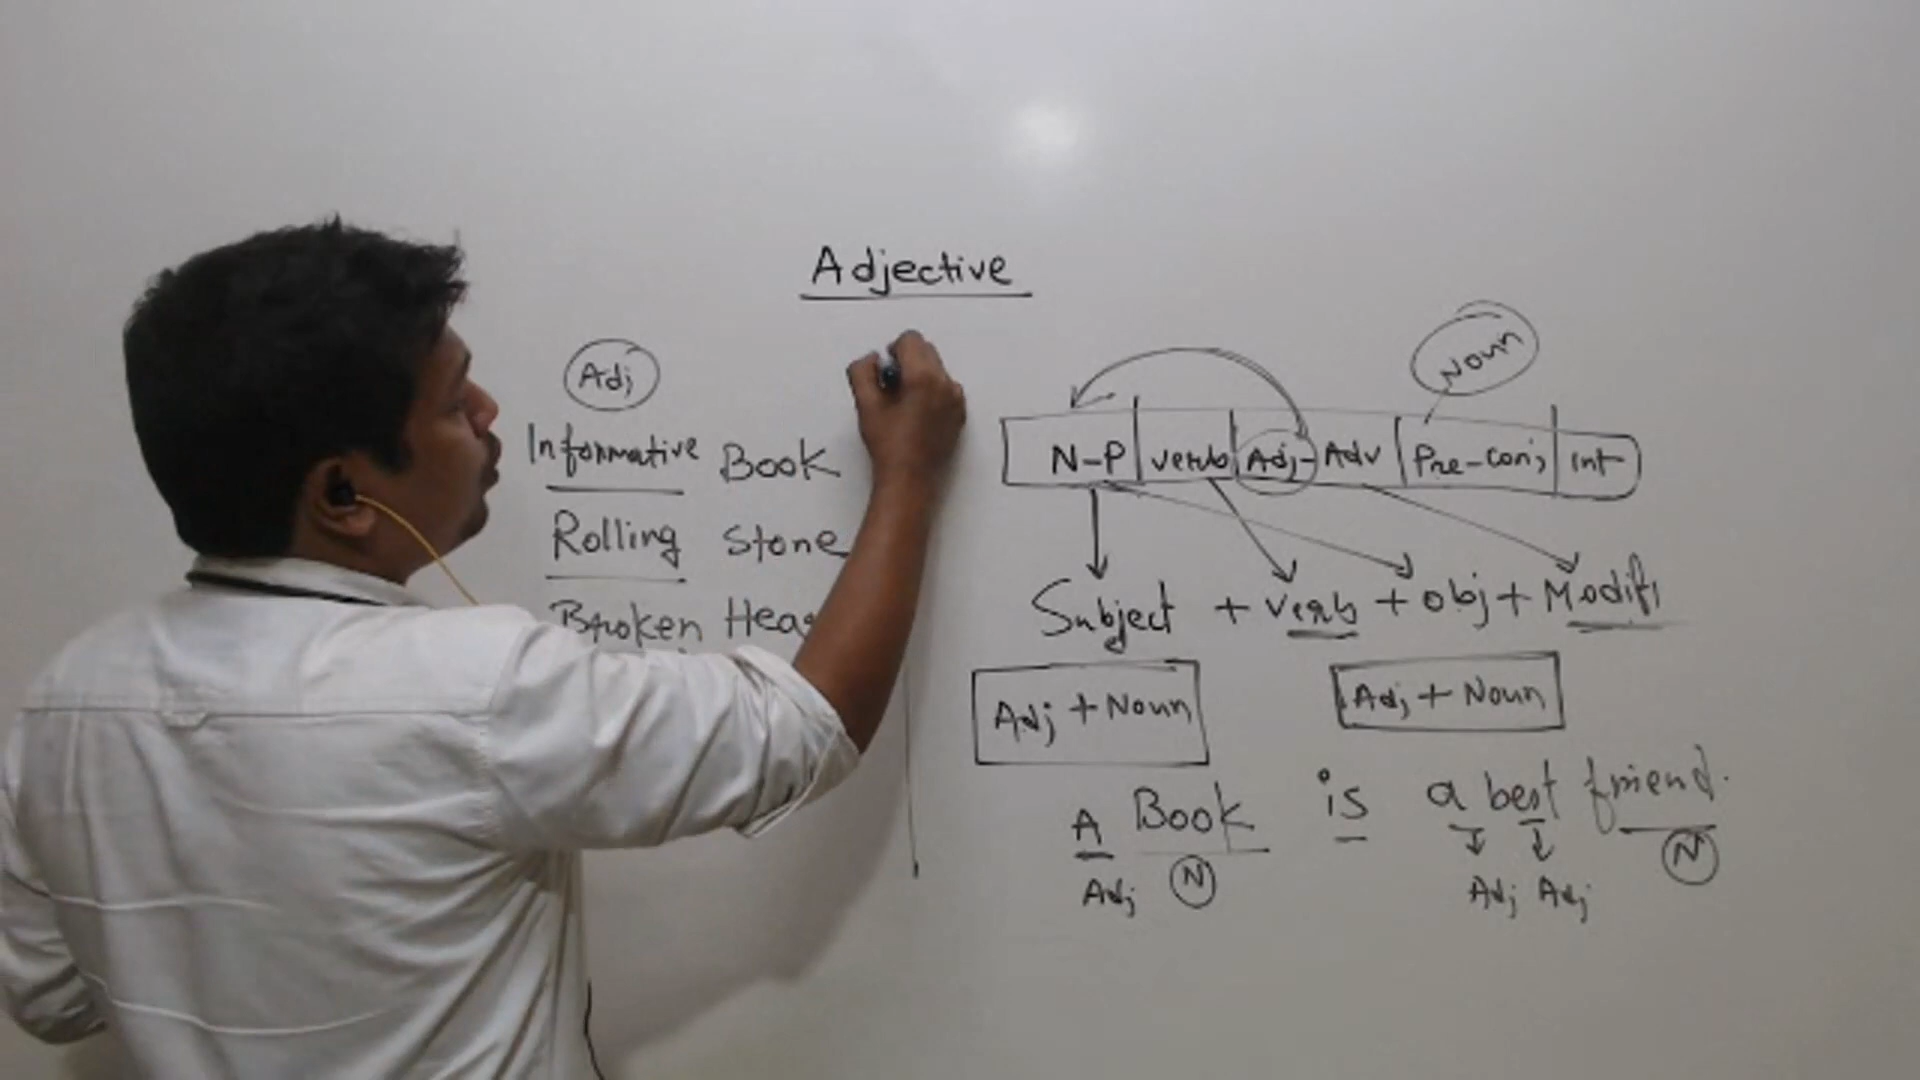 Adjective
Adj
Informative Book
Rolling Stone
Broken Hea
Noun
N-P verb Adj-Adv Pre-conj int
Subject + verb + obj + Modifi
Adj + Noun Adj + Noun
A Book is a best friend.
Adj N Adj Adj N